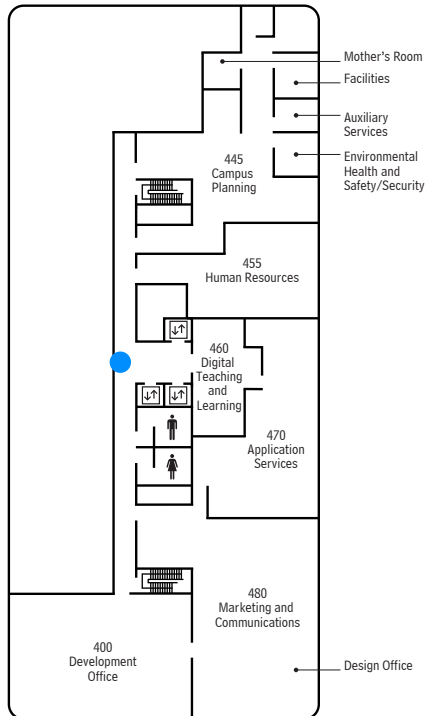 Mother's Room
Facilities
Auxiliary
Services
Environmental
Health and
Safety/Security
445
Campus
Planning
455
Human Resources
460
Digital
Teaching
and
Learning
470
Application
Services
480
Marketing and
Communications
400
Development
Office
Design Office